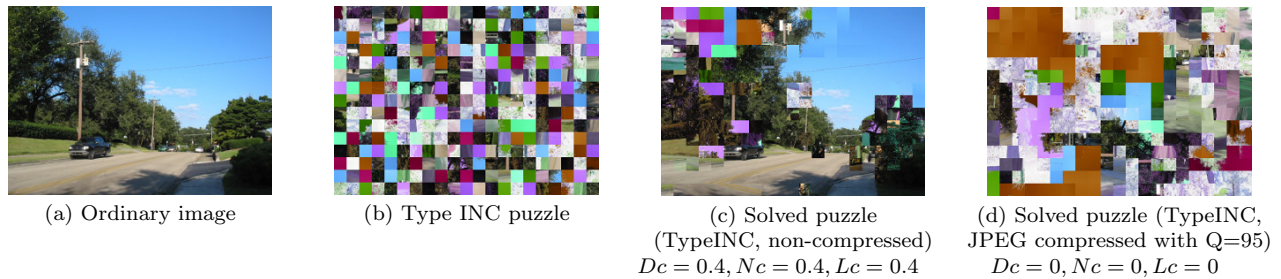 (a) Ordinary image
(b) Type INC puzzle
(c) Solved puzzle
(TypeINC, non-compressed)
Dc = 0.4, Nc = 0.4, Lc = 0.4
(d) Solved puzzle (TypeINC,
JPEG compressed with Q=95)
Dc = 0, Nc = 0, Lc = 0